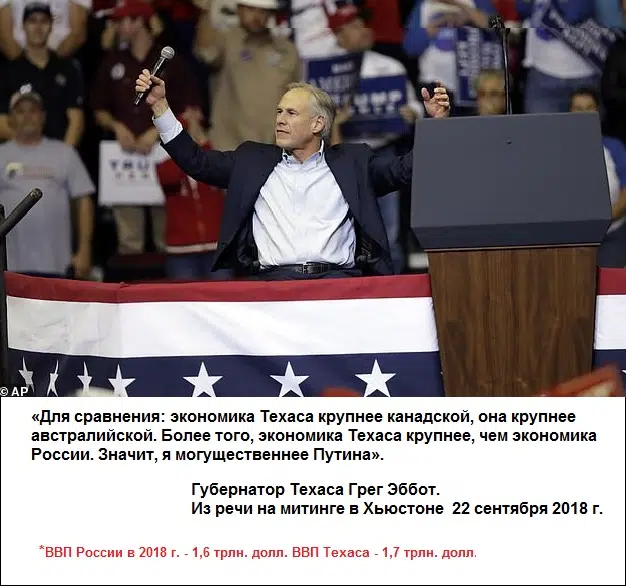 TRUMP
© AP
«Для сравнения: экономика Техаса крупнее канадской, она крупнее
австралийской. Более того, экономика Техаса крупнее, чем экономика
России. Значит, я могущественнее Путина».
Губернатор Техаса Грег Эббот.
Из речи на митинге в Хьюстоне 22 сентября 2018 г.
*ВВП России в 2018 г. - 1,6 трлн. долл. ВВП Техаса - 1,7 трлн. долл.